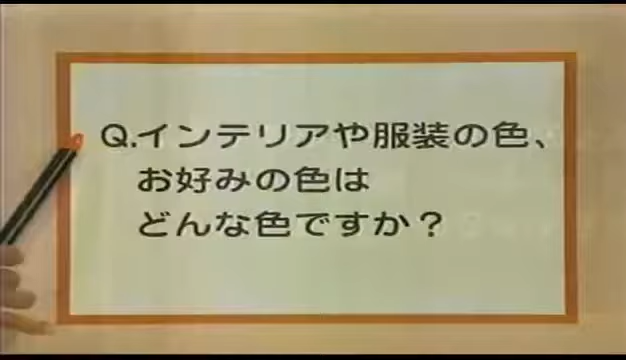 Q.インテリアや服装の色、
お好みの色は
どんな色ですか？